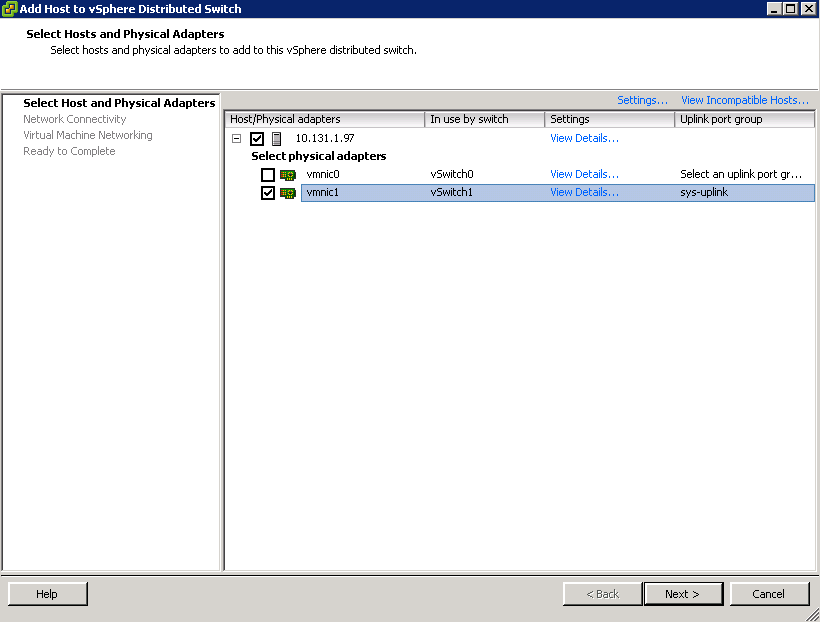 Add Host to vSphere Distributed Switch
Select Hosts and Physical Adapters
Select hosts and physical adapters to add to this vSphere distributed switch.
Select Host and Physical Adapters
Network Connectivity
Virtual Machine Networking
Ready to Complete
Settings... View Incompatible Hosts...
Host/Physical adapters In use by switch Settings Uplink port group
10.131.1.97 View Details...
Select physical adapters
vmnic0 vSwitch0 View Details... Select an uplink port gr...
vmnic1 vSwitch1 View Details... sys-uplink
Help < Back Next > Cancel